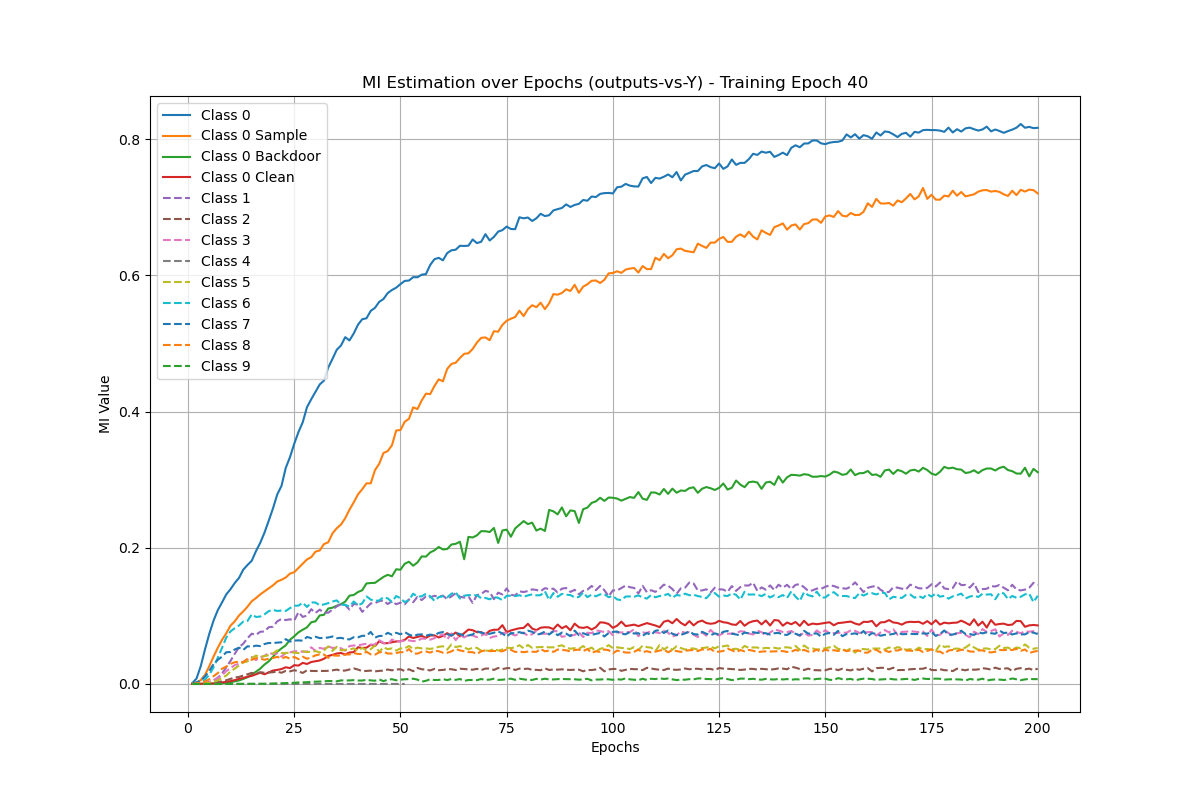 MI Estimation over Epochs (outputs-vs-Y) - Training Epoch 40
Class 0
Class 0 Sample
Class 0 Backdoor
Class 0 Clean
Class 1
Class 2
Class 3
Class 4
Class 5
Class 6
Class 7
Class 8
Class 9
MI Value
0.8
0.6
0.4
0.2
0.0
0 25 50 75 100 125 150 175 200
Epochs